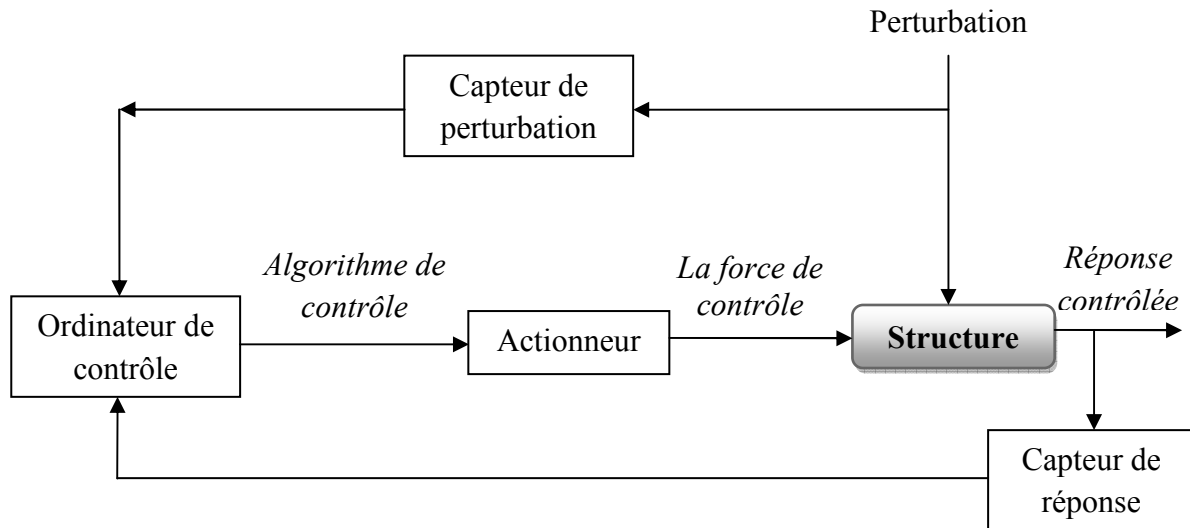 Perturbation
Capteur de
perturbation
Algorithme de
contrôle
La force de
contrôle
Réponse
contrôlée
Ordinateur de
contrôle
Actionneur
Structure
Capteur de
réponse